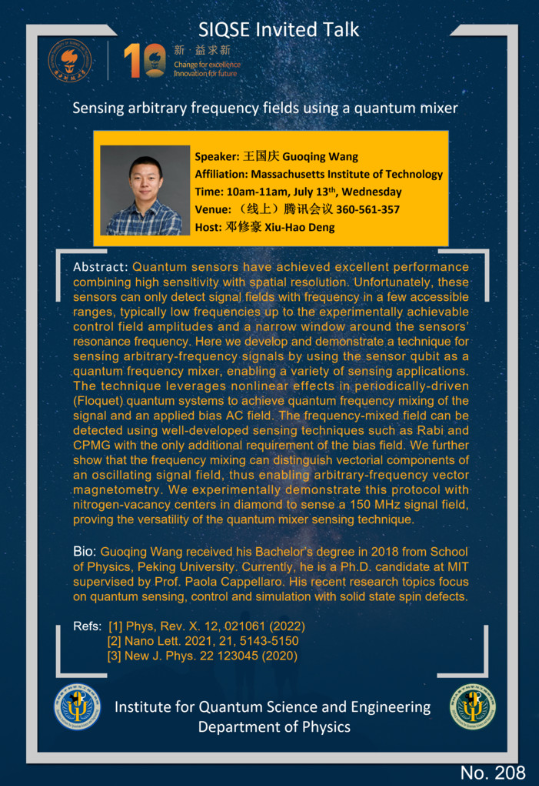 SIQSE Invited Talk
10
新·益求新
Change for excellence
Innovation for future
Sensing arbitrary frequency fields using a quantum mixer
Speaker: 王国庆 Guoqing Wang
Affiliation: Massachusetts Institute of Technology
Time: 10am-11am, July 13th, Wednesday
Venue: （线上）腾讯会议 360-561-357
Host: 邓修豪 Xiu-Hao Deng
Abstract: Quantum sensors have achieved excellent performance
combining high sensitivity with spatial resolution. Unfortunately, these
sensors can only detect signal fields with frequency in a few accessible
ranges, typically low frequencies up to the experimentally achievable
control field amplitudes and a narrow window around the sensors'
resonance frequency. Here we develop and demonstrate a technique for
sensing arbitrary-frequency signals by using the sensor qubit as a
quantum frequency mixer, enabling a variety of sensing applications.
The technique leverages nonlinear effects in periodically-driven
(Floquet) quantum systems to achieve quantum frequency mixing of the
signal and an applied bias AC field. The frequency-mixed field can be
detected using well-developed sensing techniques such as Rabi and
CPMG with the only additional requirement of the bias field. We further
show that the frequency mixing can distinguish vectorial components of
an oscillating signal field, thus enabling arbitrary-frequency vector
magnetometry. We experimentally demonstrate this protocol with
nitrogen-vacancy centers in diamond to sense a 150 MHz signal field,
proving the versatility of the quantum mixer sensing technique.
Bio: Guoqing Wang received his Bachelor's degree in 2018 from School
of Physics, Peking University. Currently, he is a Ph.D. candidate at MIT
supervised by Prof. Paola Cappellaro. His recent research topics focus
on quantum sensing, control and simulation with solid state spin defects.
Refs: [1] Phys, Rev. X. 12, 021061 (2022)
[2] Nano Lett. 2021, 21, 5143-5150
[3] New J. Phys. 22 123045 (2020)
Institute for Quantum Science and Engineering
Department of Physics
No. 208